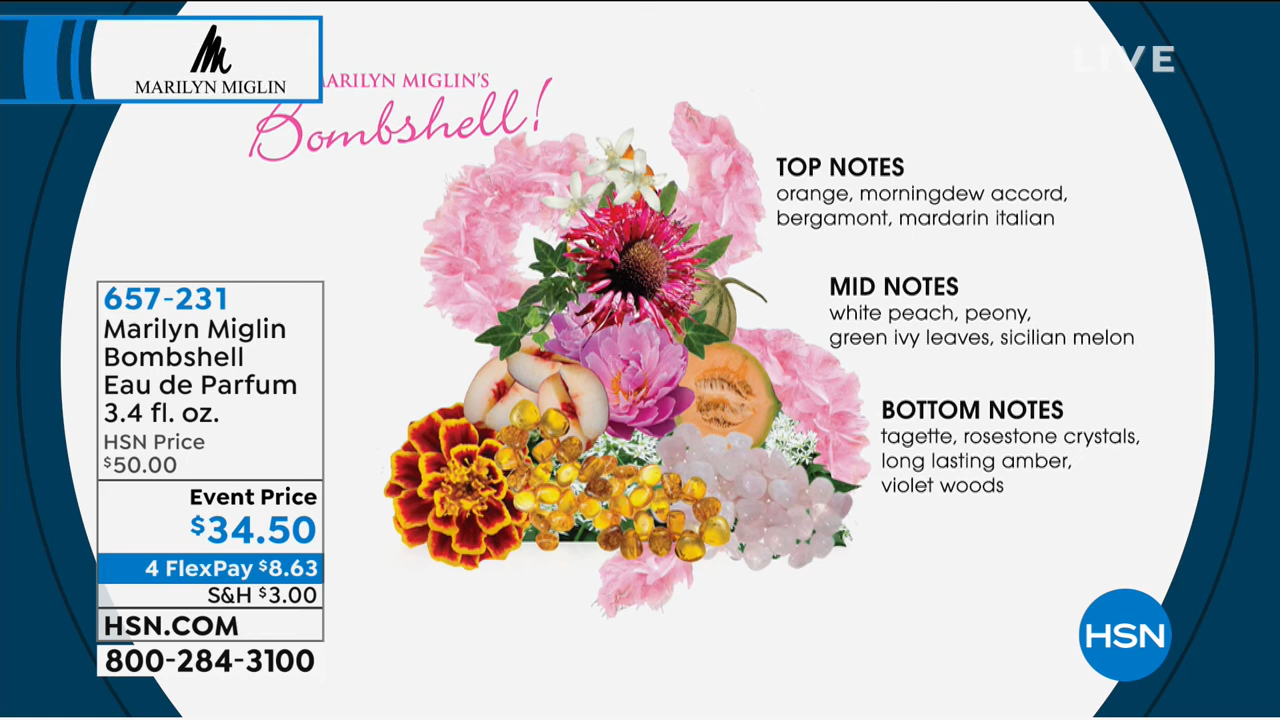 MARILYN MIGLIN
ARILYN MIGLIN'S
Bombshell!
LIVE
TOP NOTES
orange, morningdew accord,
bergamont, mardarin italian
MID NOTES
white peach, peony,
green ivy leaves, sicilian melon
BOTTOM NOTES
tagette, rosestone crystals,
long lasting amber,
violet woods
657-231
Marilyn Miglin
Bombshell
Eau de Parfum
3.4 fl. oz.
HSN Price
$50.00
Event Price
$34.50
4 FlexPay $8.63
S&H $3.00
HSN.COM
800-284-3100
HSN